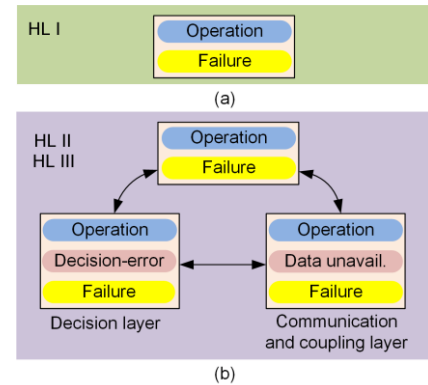 HL I
Operation
Failure
(a)
HL II
HL III
Operation
Failure
Operation
Decision-error
Failure
Decision layer
Operation
Data unavail.
Failure
Communication
and coupling layer
(b)